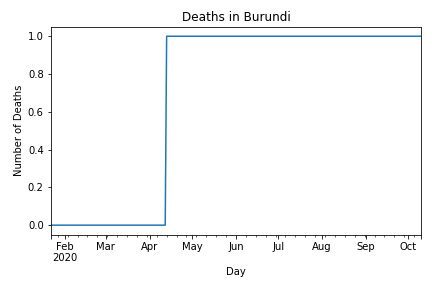 Deaths in Burundi
Number of Deaths
1.0
0.8
0.6
0.4
0.2
0.0
Feb Mar Apr May Jun Jul Aug Sep Oct
2020
Day